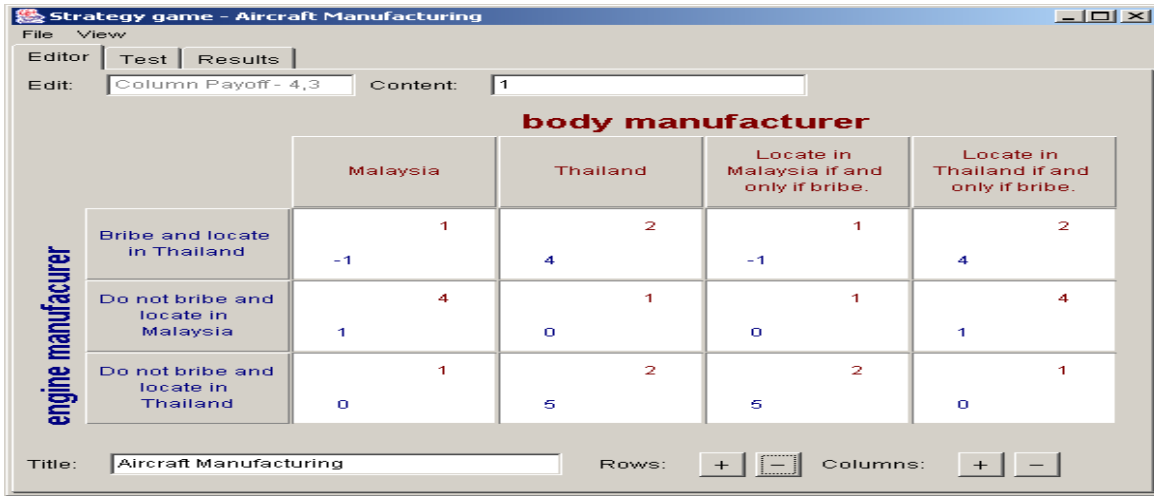 Strategy game - Aircraft Manufacturing
File View
Editor Test Results
Edit: Column Payoff - 4,3 Content: 1
body manufacturer
Malaysia
Thailand
Locate in
Malaysia if and
only if bribe.
Locate in
Thailand if and
only if bribe.
engine manufacurer
Bribe and locate
in Thailand
1 2 1 2
-1 4 -1 4
Do not bribe and
locate in
Malaysia
4 1 1 4
1 0 0 1
Do not bribe and
locate in
Thailand
1 2 2 1
0 5 5 0
Title: Aircraft Manufacturing Rows: + - Columns: + -